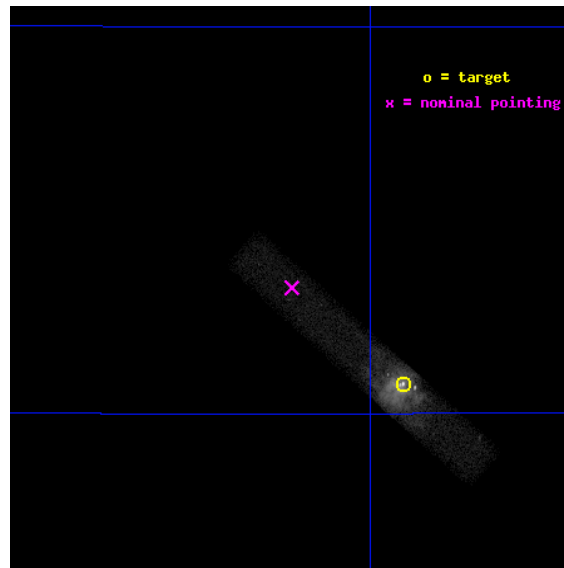 o = target
x = nominal pointing